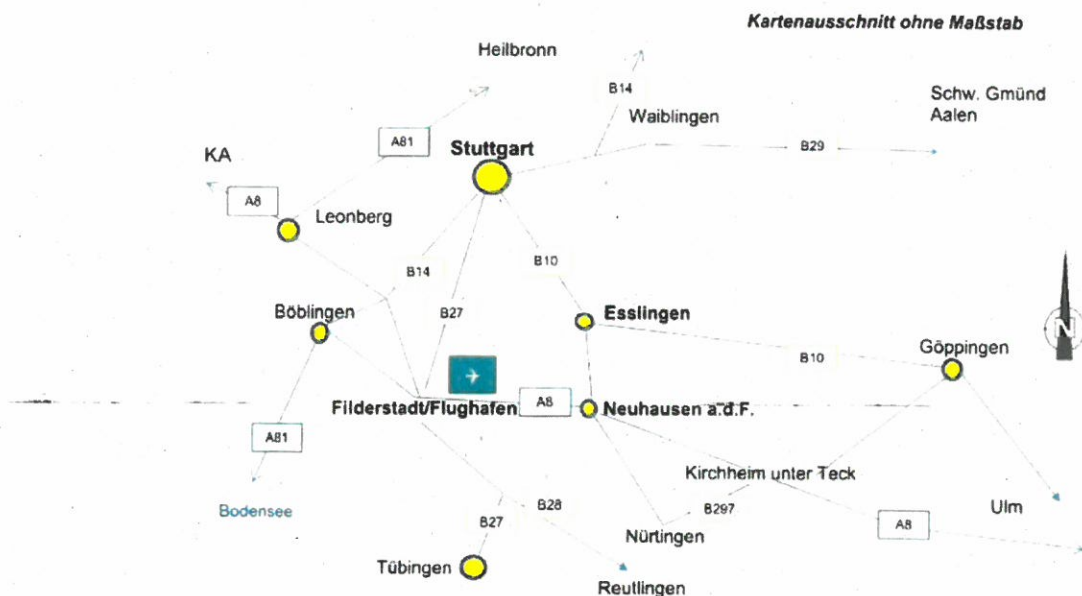 Kartenausschnitt ohne Maßstab
Heilbronn
B14
Waiblingen
Schw. Gmünd
Aalen
A81
Stuttgart
B29
KA
A8
Leonberg
B14
B10
Böblingen
B27
Esslingen
N
B10
Göppingen
Filderstadt/Flughafen
A8
Neuhausen a.d.F.
A81
Kirchheim unter Teck
Bodensee
B28
B297
Ulm
B27
Nürtingen
A8
Tübingen
Reutlingen